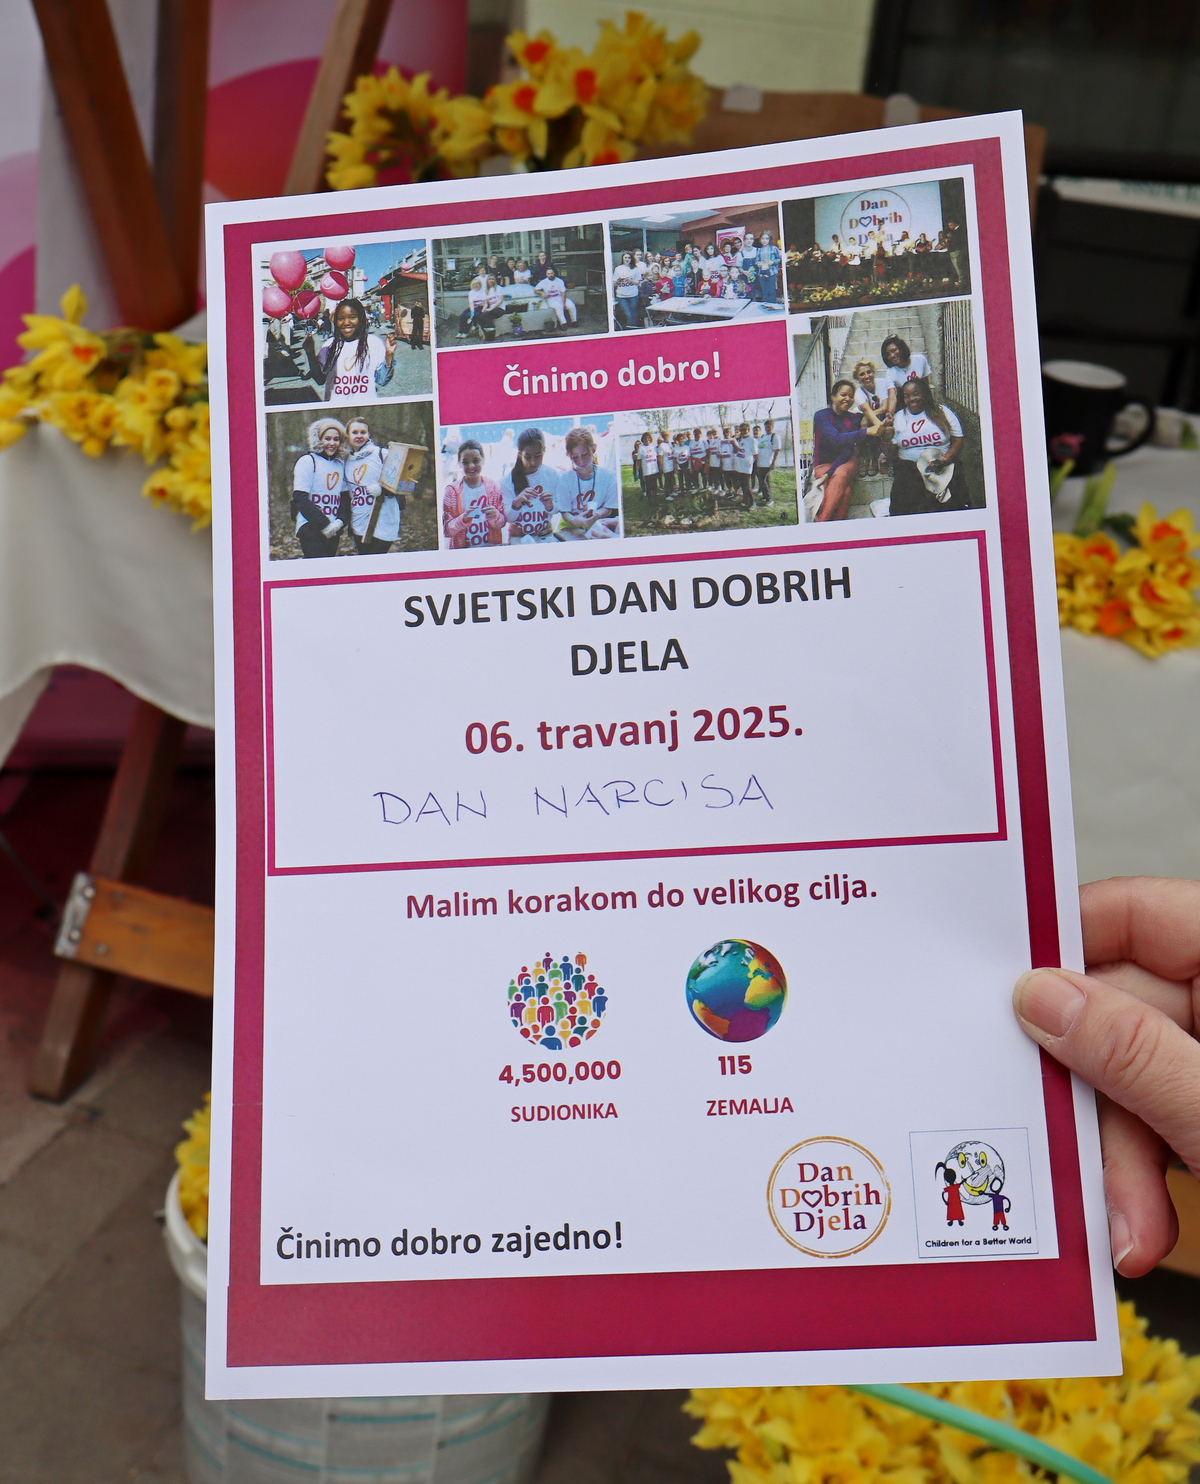 Dan
Dobrih
DOING
GOOD
Činimo dobro!
DOING
SVJETSKI DAN DOBRIH
DJELA
06. travanj 2025.
DAN NARCISA
Malim korakom do velikog cilja.
4,500,000 115
SUDIONIKA ZEMALJA
Dan
Dobrih
Djela
Children for a Better World
Činimo dobro zajedno!